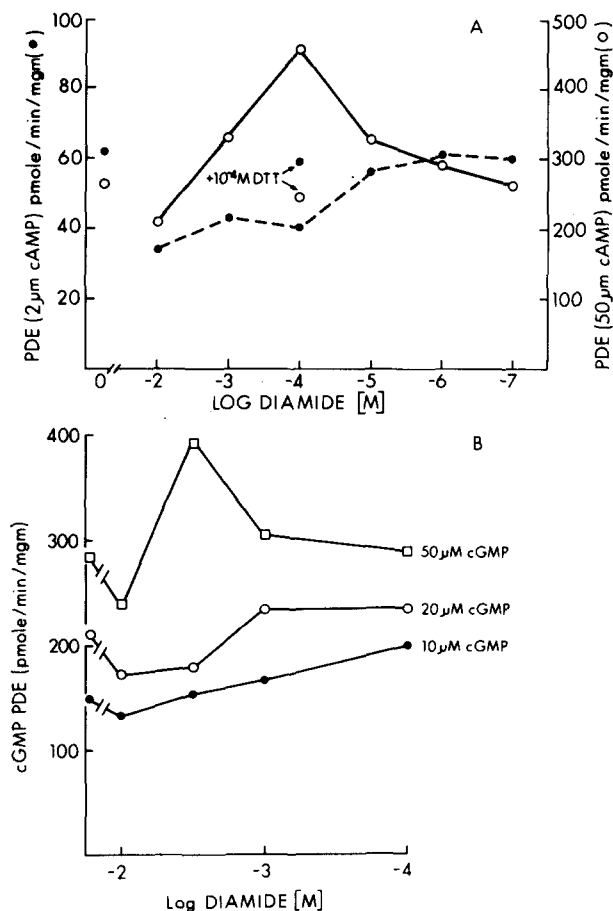 A
PDE (2μm cAMP) pmole/min/mgm(●)
100
80
60
40
20
+10⁻⁴M DTT
500
400
300
200
100
PDE (50μm cAMP) pmole/min/mgm (o)
0 -2 -3 -4 -5 -6 -7
LOG DIAMIDE [M]
B
cGMP PDE (pmole/min/mgm)
400
300
200
100
50μM cGMP
20μM cGMP
10μM cGMP
-2 -3 -4
Log DIAMIDE [M]